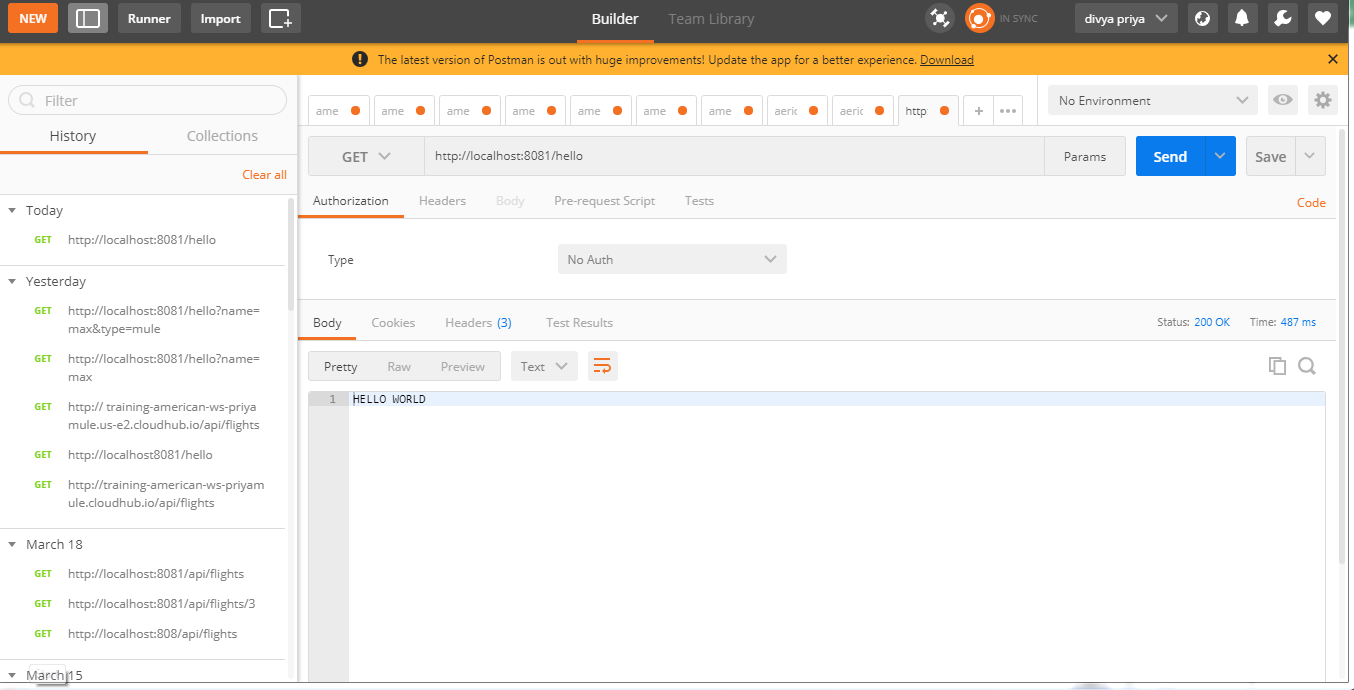 NEW Runner Import Builder Team Library IN SYNC divya priya
The latest version of Postman is out with huge improvements! Update the app for a better experience. Download
Filter
History Collections
Clear all
Today
GET http://localhost:8081/hello
Yesterday
GET http://localhost:8081/hello?name=
max&type=mule
GET http://localhost:8081/hello?name=
max
GET http:// training-american-ws-priya
mule.us-e2.cloudhub.io/api/flights
GET http://localhost8081/hello
GET http://training-american-ws-priyam
ule.cloudhub.io/api/flights
March 18
GET http://localhost:8081/api/flights
GET http://localhost:8081/api/flights/3
GET http://localhost:808/api/flights
March 15
ame ame ame ame ame ame ame aeric aeric http: + •••
No Environment
GET http://localhost:8081/hello Params Send Save
Authorization Headers Body Pre-request Script Tests Code
Type No Auth
Body Cookies Headers (3) Test Results Status: 200 OK Time: 487 ms
Pretty Raw Preview Text
1 HELLO WORLD